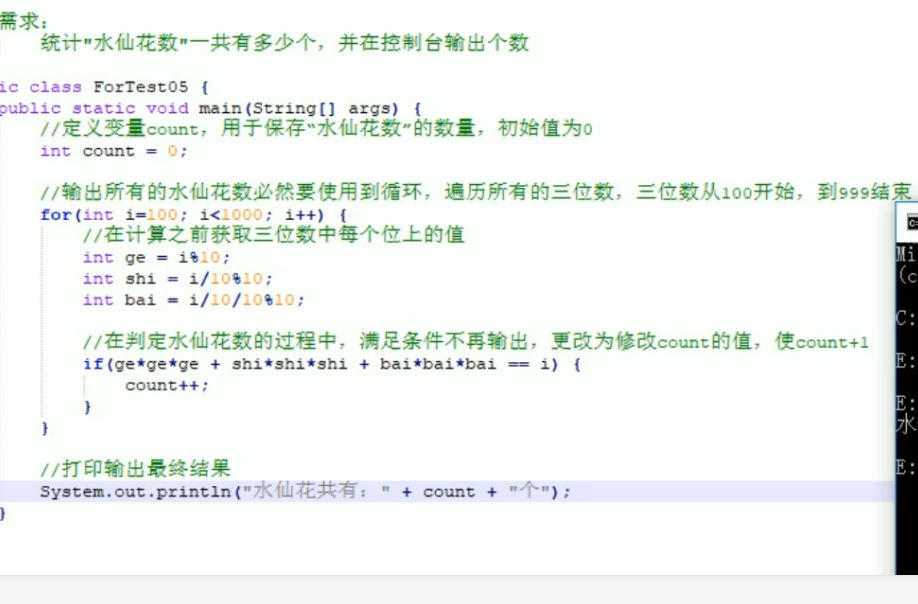 需求：
统计"水仙花数"一共有多少个，并在控制台输出个数
ic class ForTest05 {
public static void main(String[] args) {
//定义变量count，用于保存“水仙花数”的数量，初始值为0
int count = 0;
//输出所有的水仙花数必然要使用到循环，遍历所有的三位数，三位数从100开始，到999结束
for(int i=100; i<1000; i++) {
//在计算之前获取三位数中每个位上的值
int ge = i%10;
int shi = i/10%10;
int bai = i/10/10%10;
//在判定水仙花数的过程中，满足条件不再输出，更改为修改count的值，使count+1
if(ge*ge*ge + shi*shi*shi + bai*bai*bai == i) {
count++;
}
}
//打印输出最终结果
System.out.println("水仙花共有：" + count + "个");
}
Mi
(c
C:
E:
E:
水
E: